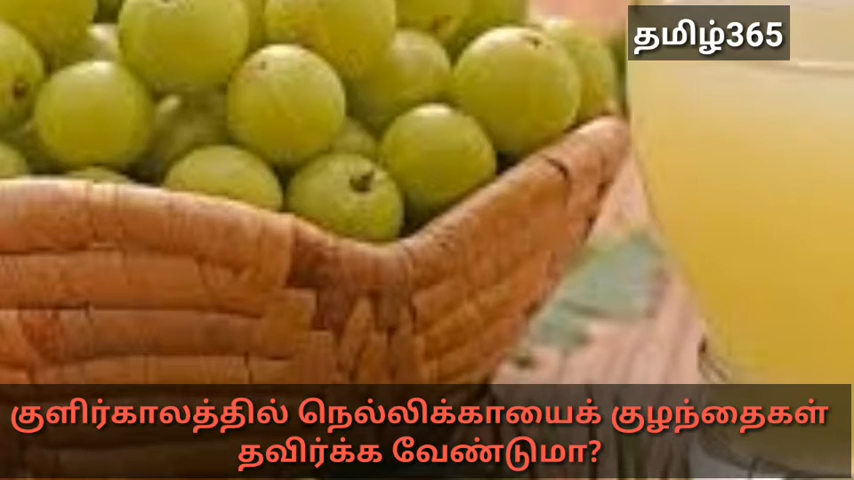 தமிழ்365
குளிர்காலத்தில் நெல்லிக்காயைக் குழந்தைகள்
தவிர்க்க வேண்டுமா?